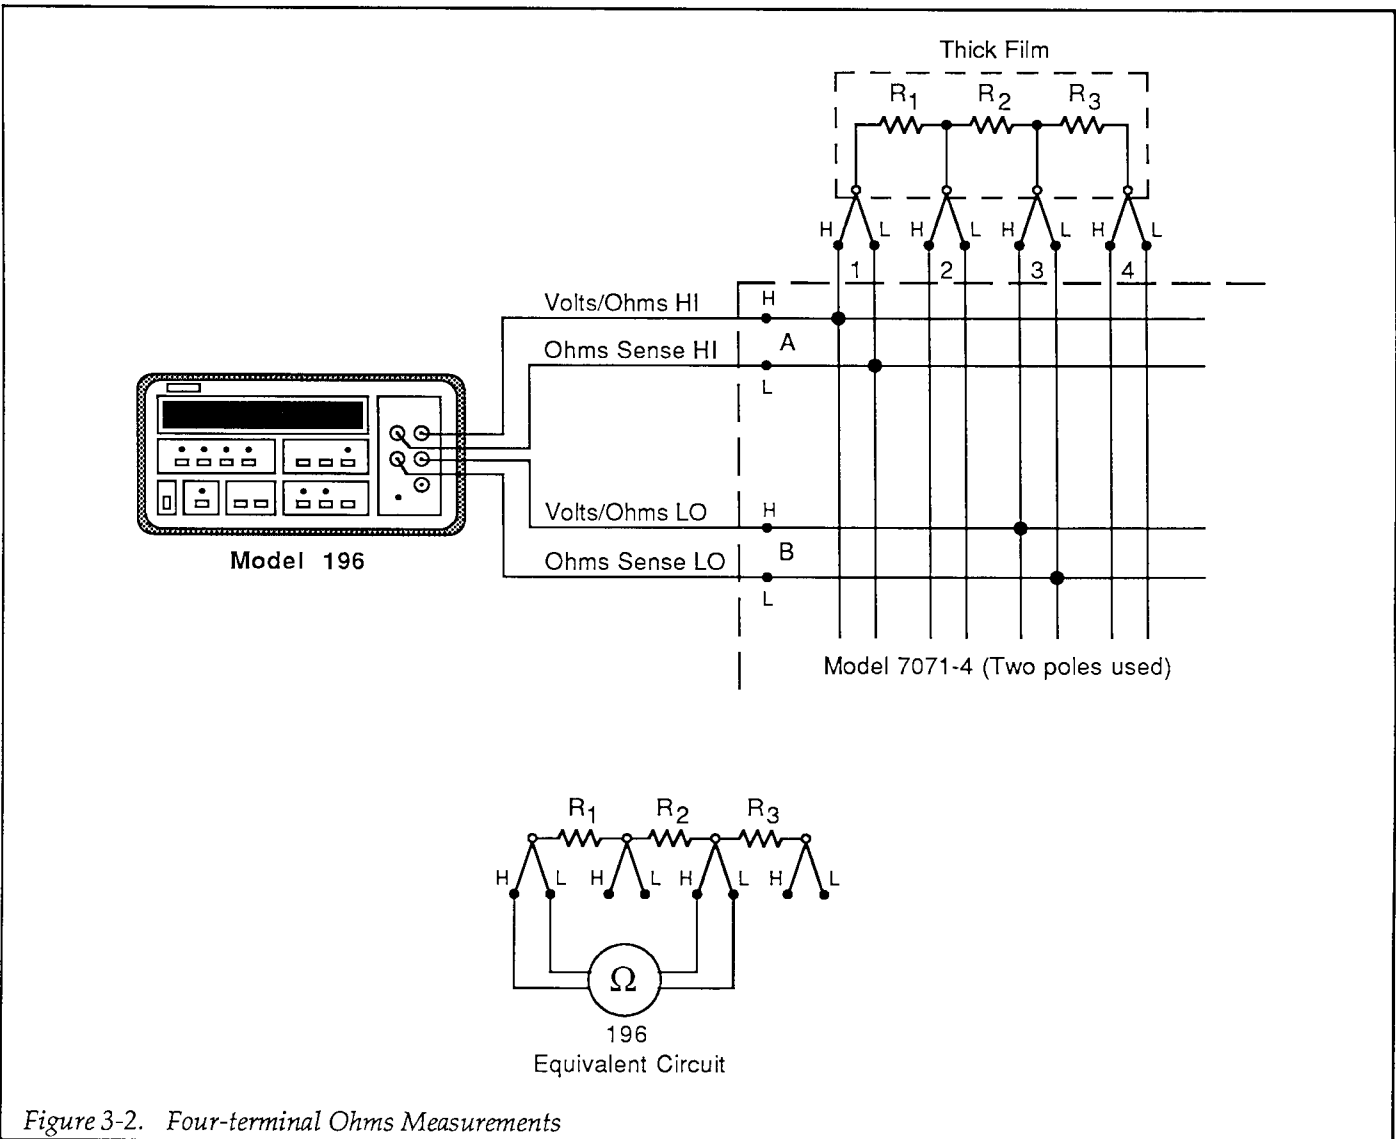 Thick Film
R1 R2 R3
H L H L H L H L
1 2 3 4
Volts/Ohms HI H
A
Ohms Sense HI
L
Volts/Ohms LO H
B
Ohms Sense LO
L
Model 196
Model 7071-4 (Two poles used)
R1 R2 R3
H L H L H L H L
Ω
196
Equivalent Circuit
Figure 3-2. Four-terminal Ohms Measurements